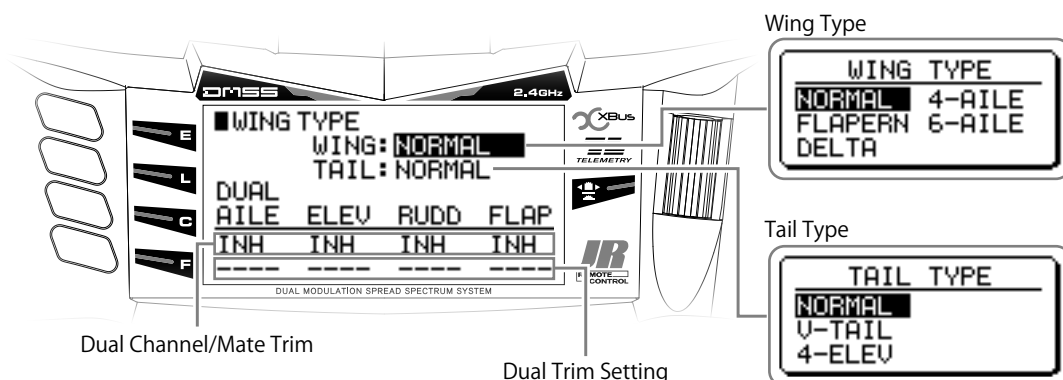 Wing Type
WING TYPE
NORMAL 4-AILE
FLAPERN 6-AILE
DELTA
DMSS 2.4GHz
■WING TYPE
WING: NORMAL
TAIL: NORMAL
DUAL
AILE ELEV RUDD FLAP
INH INH INH INH
---- ---- ---- ----
E
L
C
F
XBus
TELEMETRY
JR
REMOTE
CONTROL
DUAL MODULATION SPREAD SPECTRUM SYSTEM
Tail Type
TAIL TYPE
NORMAL
V-TAIL
4-ELEV
Dual Channel/Mate Trim
Dual Trim Setting